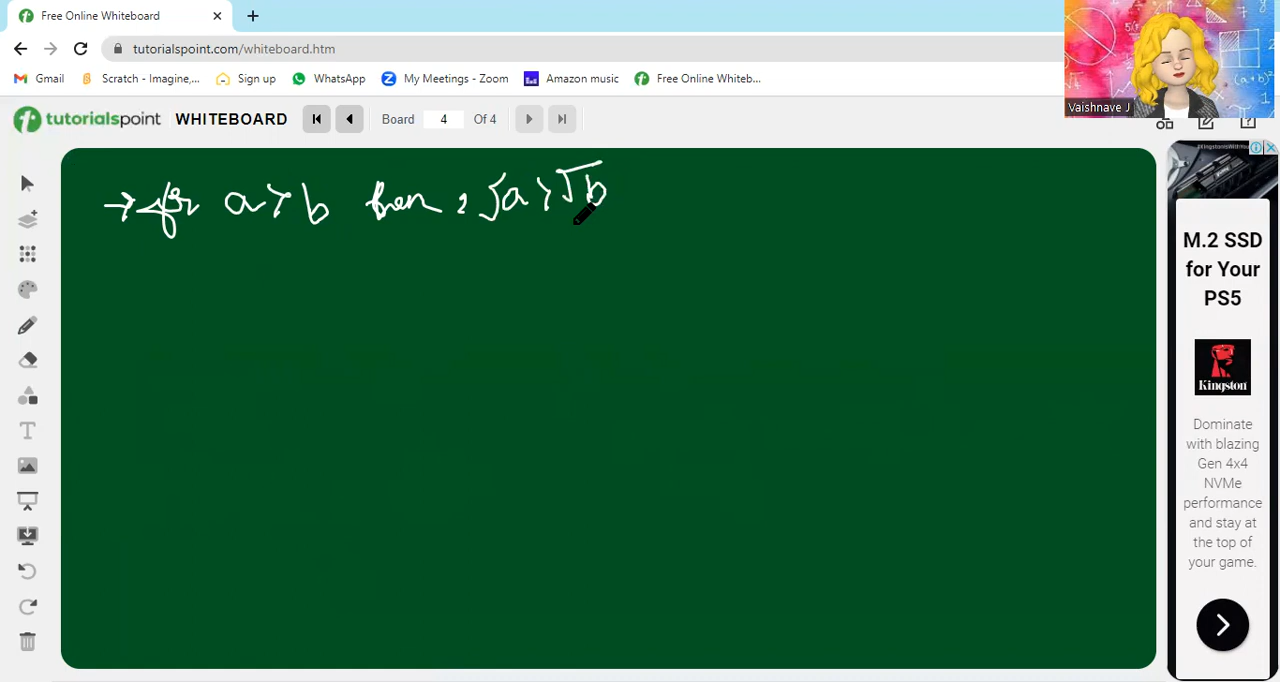 Free Online Whiteboard
tutorialspoint.com/whiteboard.htm
Gmail Scratch - Imagine,... Sign up WhatsApp My Meetings - Zoom Amazon music Free Online Whiteb...
Vaishnave J
tutorialspoint WHITEBOARD Board 4 Of 4
→ for a > b then, √a > √b
M.2 SSD
for Your
PS5
Kingston
Dominate
with blazing
Gen 4x4
NVMe
performance
and stay at
the top of
your game.